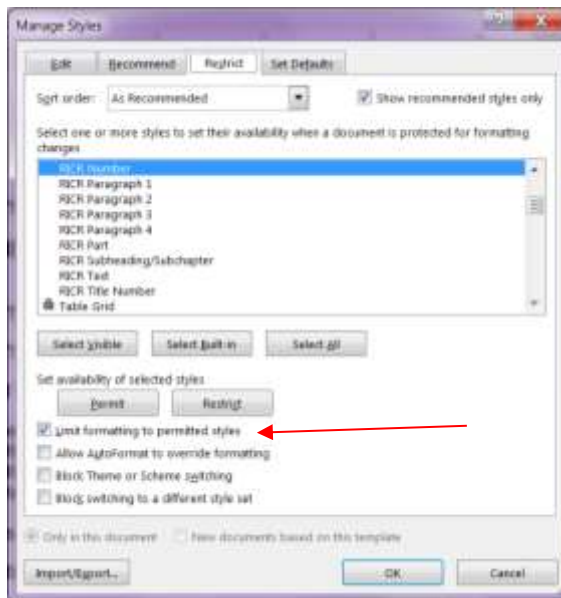 Manage Styles
Edit Recommend Restrict Set Defaults
Sort order: As Recommended Show recommended styles only
Select one or more styles to set their availability when a document is protected for formatting
changes
RICR Number
RICR Paragraph 1
RICR Paragraph 2
RICR Paragraph 3
RICR Paragraph 4
RICR Part
RICR Subheading/Subchapter
RICR Text
RICR Title Number
Table Grid
Select Visible Select Built-in Select All
Set availability of selected styles
Permit Restrict
Limit formatting to permitted styles
Allow AutoFormat to override formatting
Block Theme or Scheme switching
Block switching to a different style set
Only in this document New documents based on this template
Import/Export... OK Cancel